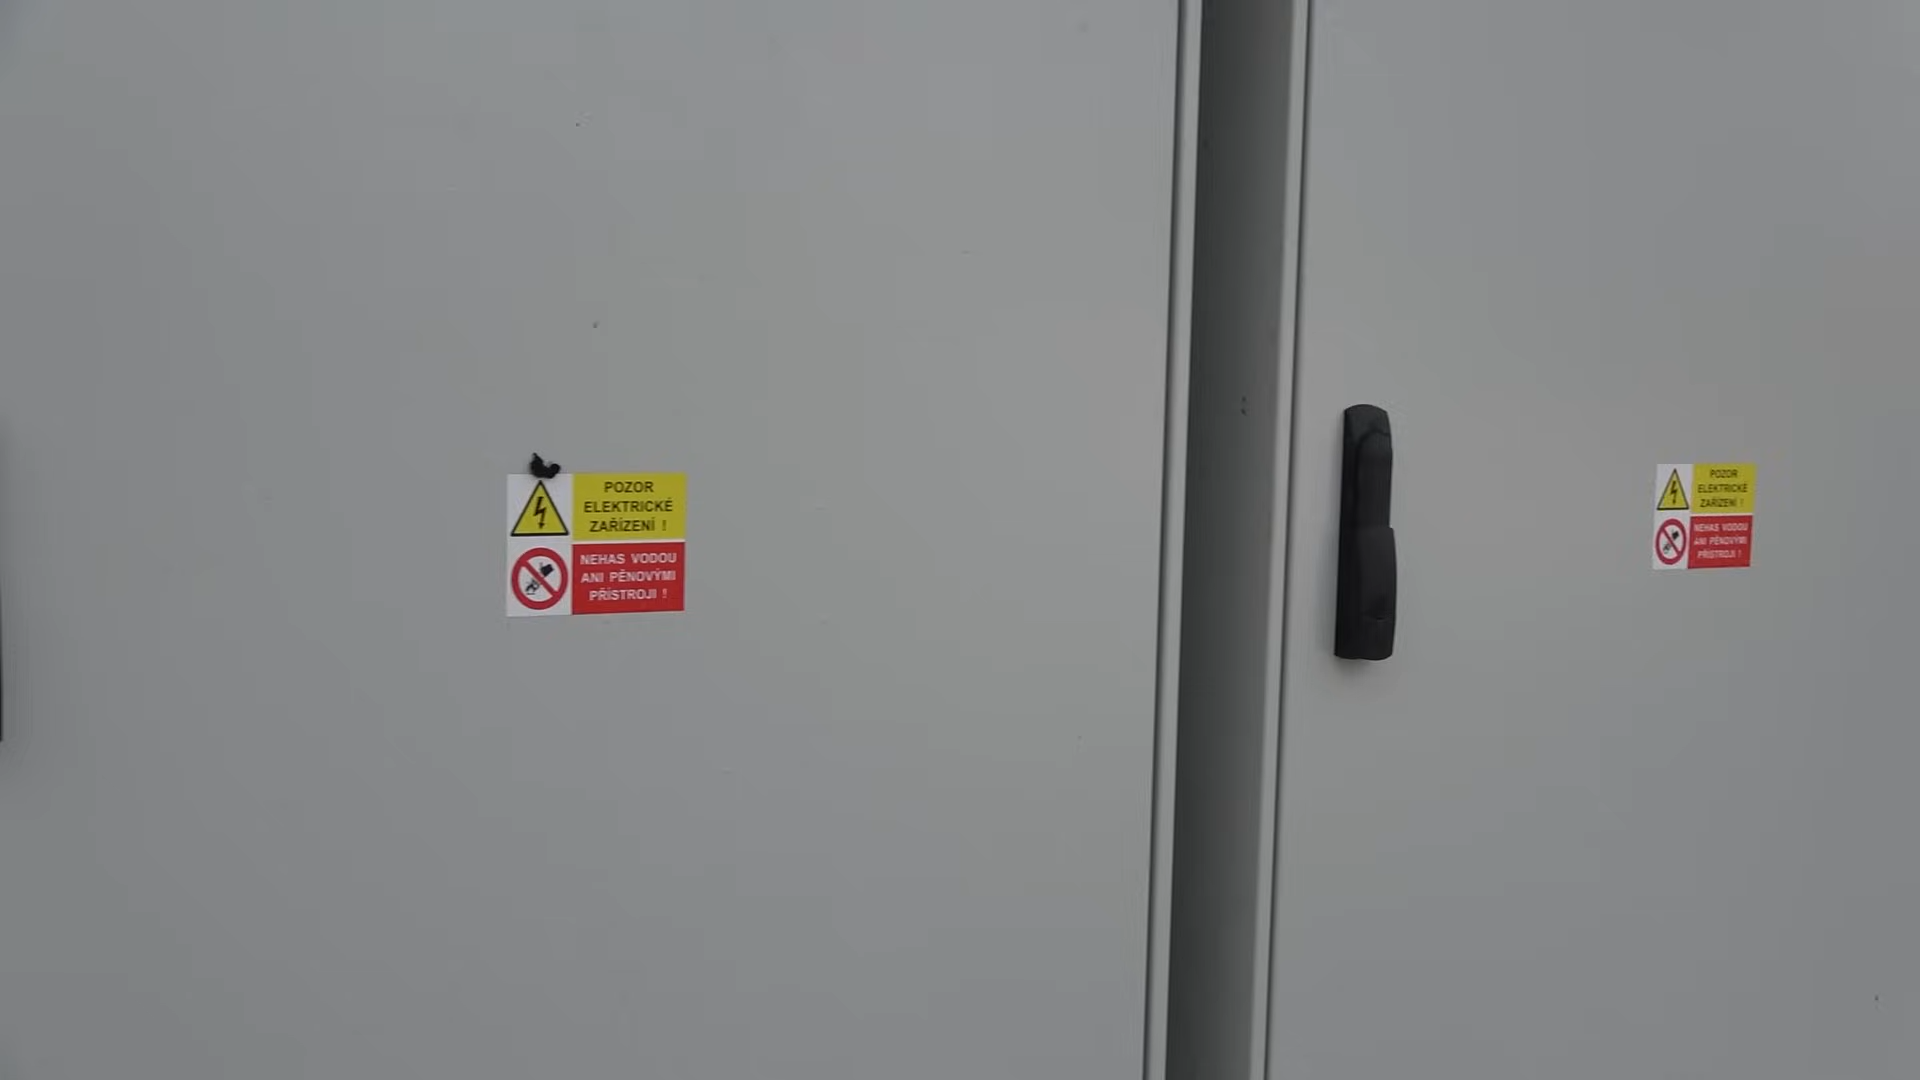 POZOR
ELEKTRICKÉ
ZAŘÍZENÍ !
NEHAS VODOU
ANI PĚNOVÝMI
PŘÍSTROJI !
POZOR
ELEKTRICKÉ
ZAŘÍZENÍ !
NEHAS VODOU
ANI PĚNOVÝMI
PŘÍSTROJI !